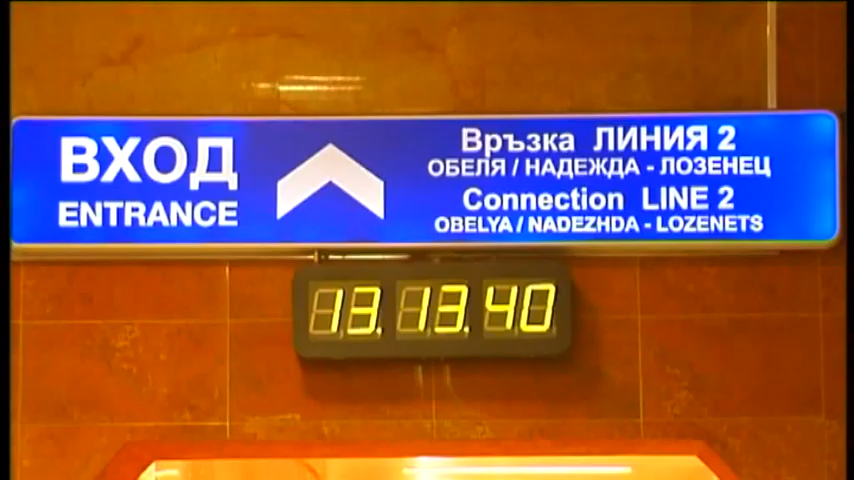 ВХОД
ENTRANCE
Връзка ЛИНИЯ 2
ОБЕЛЯ / НАДЕЖДА - ЛОЗЕНЕЦ
Connection LINE 2
OBELYA / NADEZHDA - LOZENETS
13.13.40